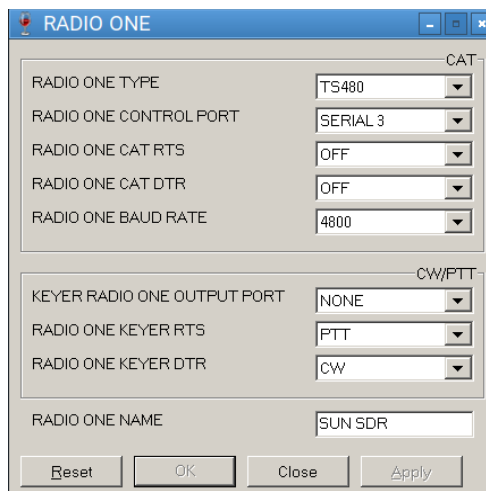 RADIO ONE
CAT
RADIO ONE TYPE TS480
RADIO ONE CONTROL PORT SERIAL 3
RADIO ONE CAT RTS OFF
RADIO ONE CAT DTR OFF
RADIO ONE BAUD RATE 4800
CW/PTT
KEYER RADIO ONE OUTPUT PORT NONE
RADIO ONE KEYER RTS PTT
RADIO ONE KEYER DTR CW
RADIO ONE NAME SUN SDR
Reset OK Close Apply